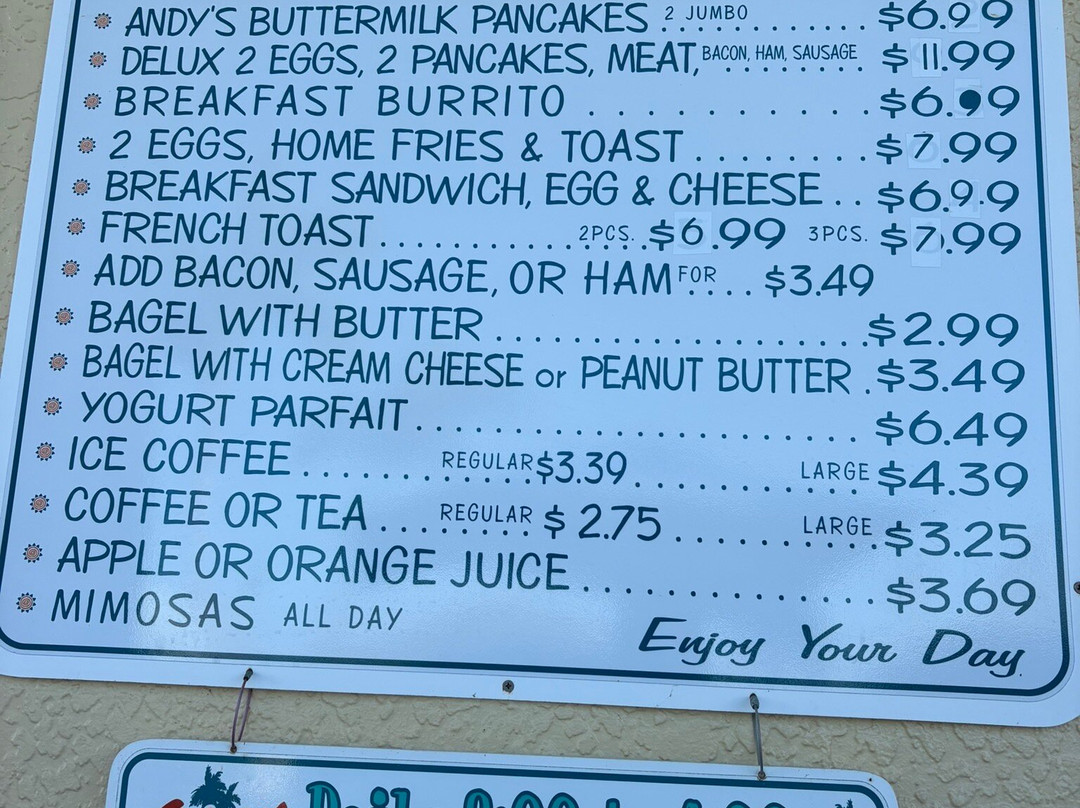 ANDY'S BUTTERMILK PANCAKES 2 JUMBO ........ $6.99
DELUX 2 EGGS, 2 PANCAKES, MEAT, BACON, HAM, SAUSAGE $11.99
BREAKFAST BURRITO ........... $6.99
2 EGGS, HOME FRIES & TOAST ........ $7.99
BREAKFAST SANDWICH, EGG & CHEESE .. $6.99
FRENCH TOAST ........... 2PCS. $6.99 3PCS. $7.99
ADD BACON, SAUSAGE, OR HAM FOR .... $3.49
BAGEL WITH BUTTER ................... $2.99
BAGEL WITH CREAM CHEESE or PEANUT BUTTER . $3.49
YOGURT PARFAIT ...................... $6.49
ICE COFFEE ........... REGULAR $3.39 .......... LARGE $4.39
COFFEE OR TEA ... REGULAR $2.75 ......... LARGE $3.25
APPLE OR ORANGE JUICE .............. $3.69
MIMOSAS ALL DAY
Enjoy Your Day